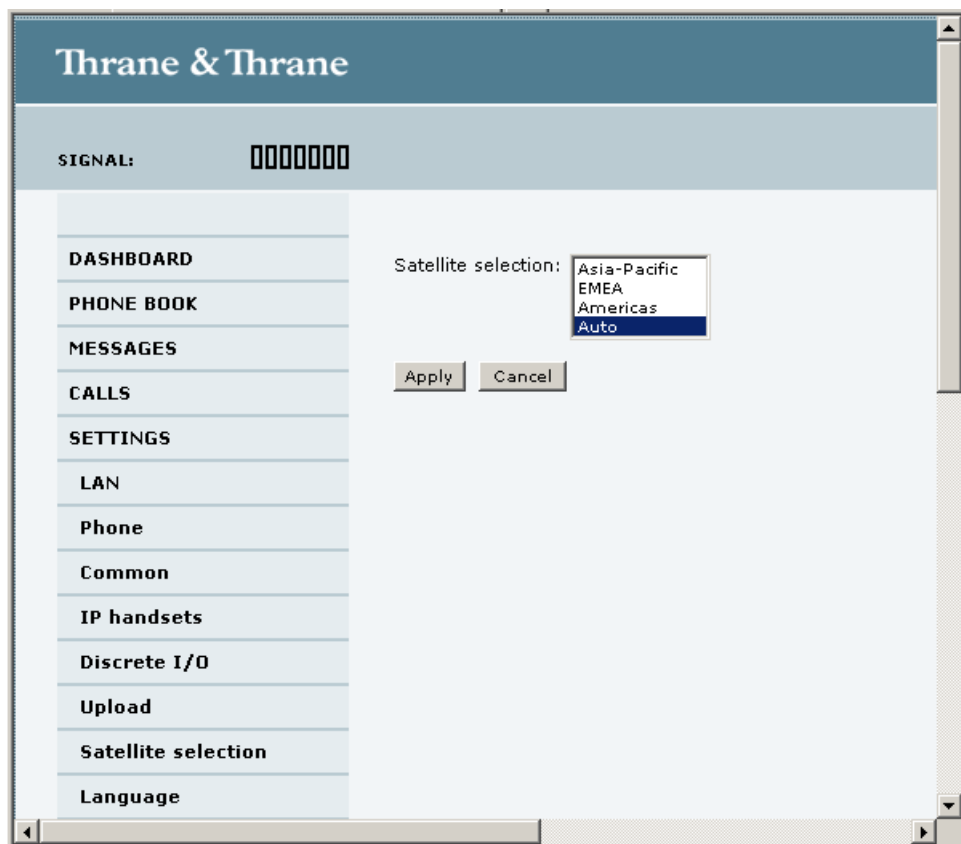 Thrane & Thrane
SIGNAL:
DASHBOARD
PHONE BOOK
MESSAGES
CALLS
SETTINGS
LAN
Phone
Common
IP handsets
Discrete I/O
Upload
Satellite selection
Language
Satellite selection:
Asia-Pacific
EMEA
Americas
Auto
Apply Cancel